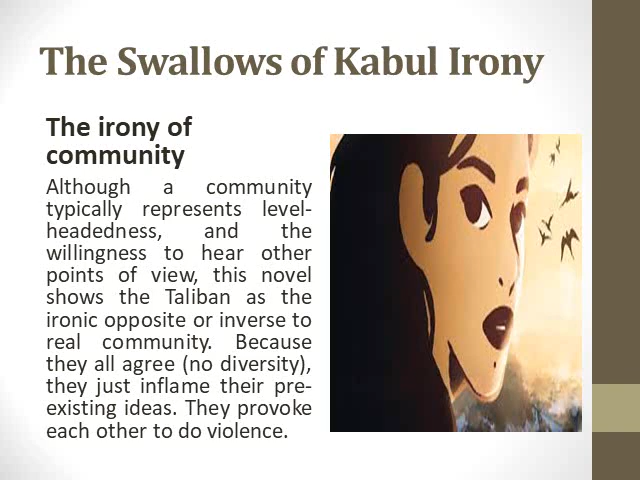 The Swallows of Kabul Irony
The irony of
community
Although a community
typically represents level-
headedness, and the
willingness to hear other
points of view, this novel
shows the Taliban as the
ironic opposite or inverse to
real community. Because
they all agree (no diversity),
they just inflame their pre-
existing ideas. They provoke
each other to do violence.